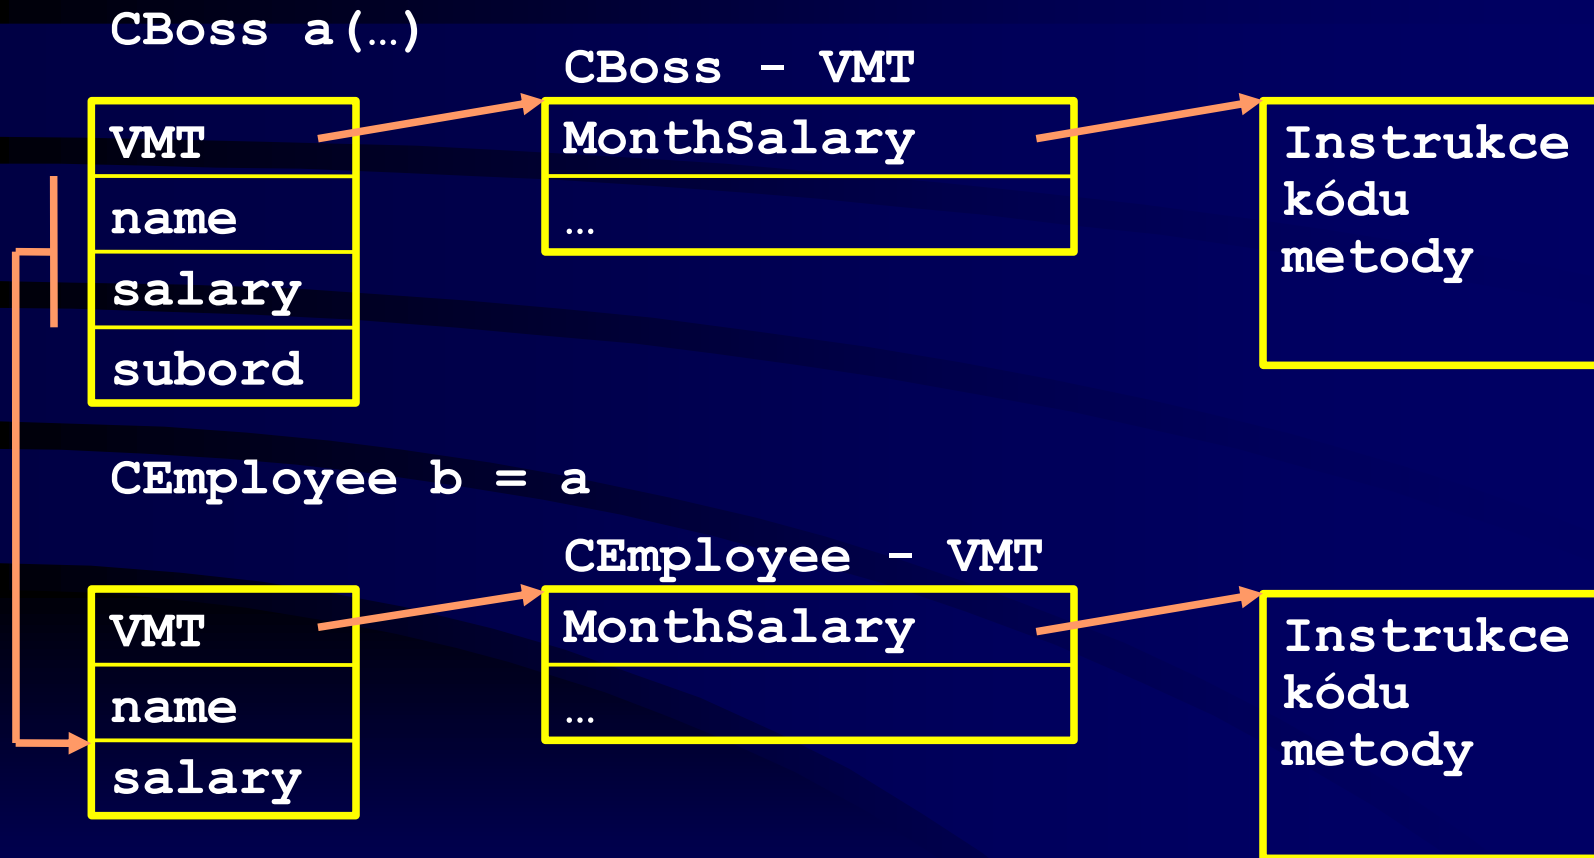 CBoss a(…)
CBoss - VMT
VMT
name
salary
subord
MonthSalary
…
Instrukce
kódu
metody
CEmployee b = a
CEmployee - VMT
VMT
name
salary
MonthSalary
…
Instrukce
kódu
metody